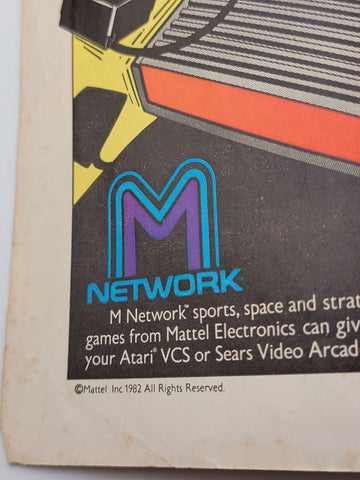 M
NETWORK
M Network™ sports, space and strat
games from Mattel Electronics can giv
your Atari® VCS or Sears Video Arcad
©Mattel Inc. 1982 All Rights Reserved.